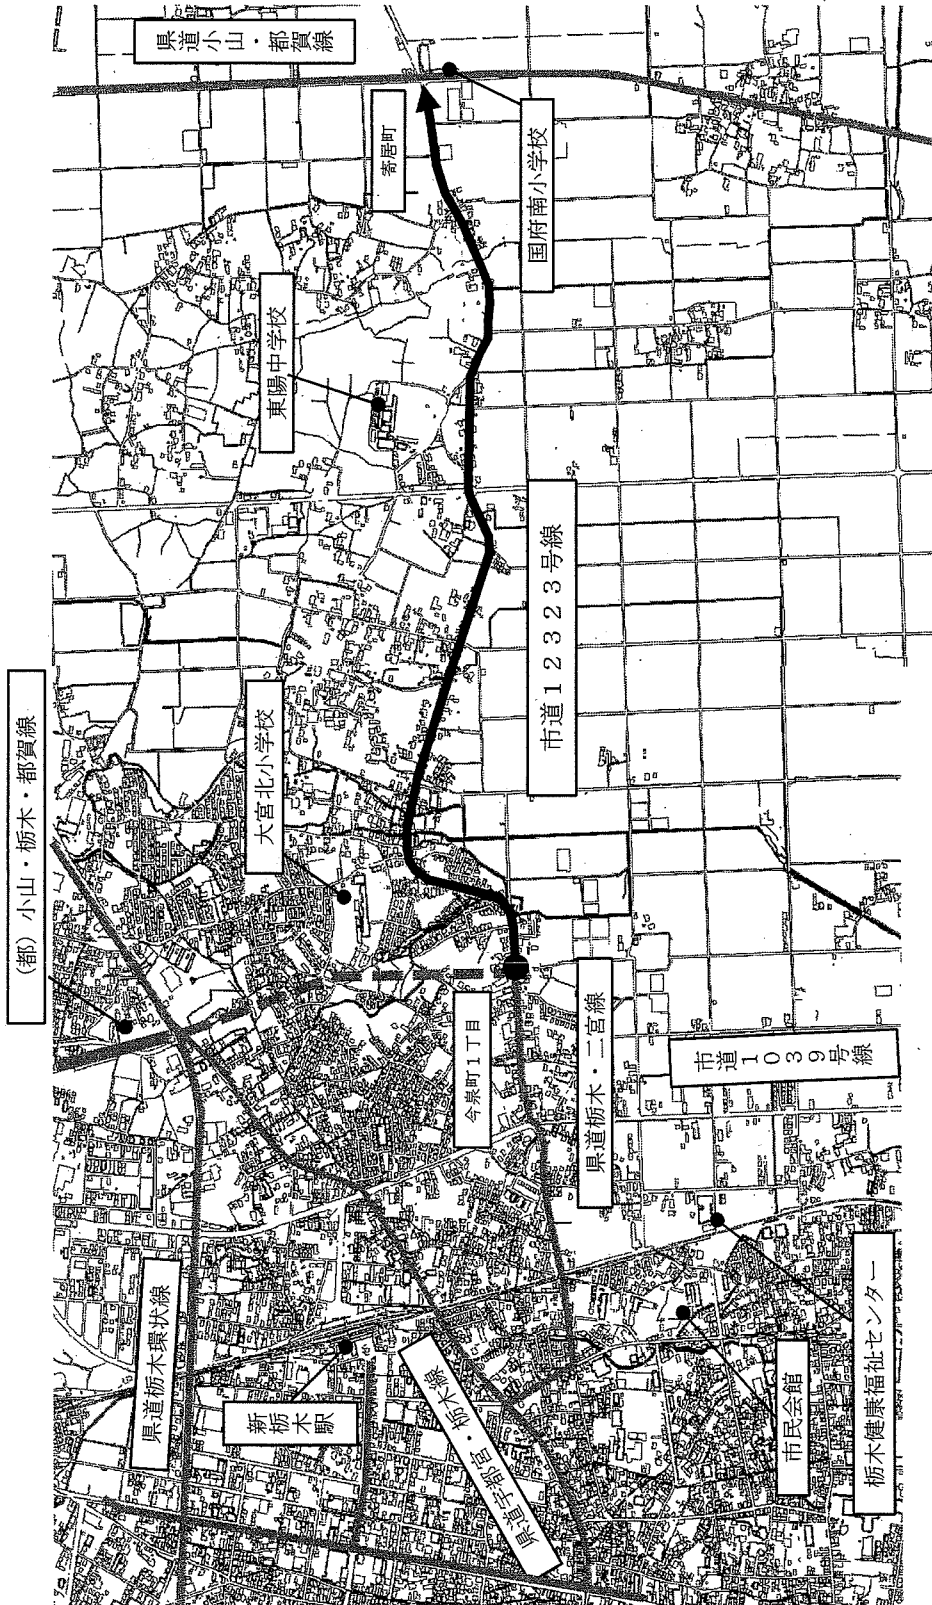 県道小山・都賀線
寄居町
国府南小学校
東陽中学校
市道１２３２３号線
大宮北小学校
（都）小山・栃木・都賀線
今泉町１丁目
県道栃木・二宮線
市道
１０３９号線
県道栃木環状線
新栃木駅
県道宇都宮・栃木線
市民会館
栃木健康福祉センター